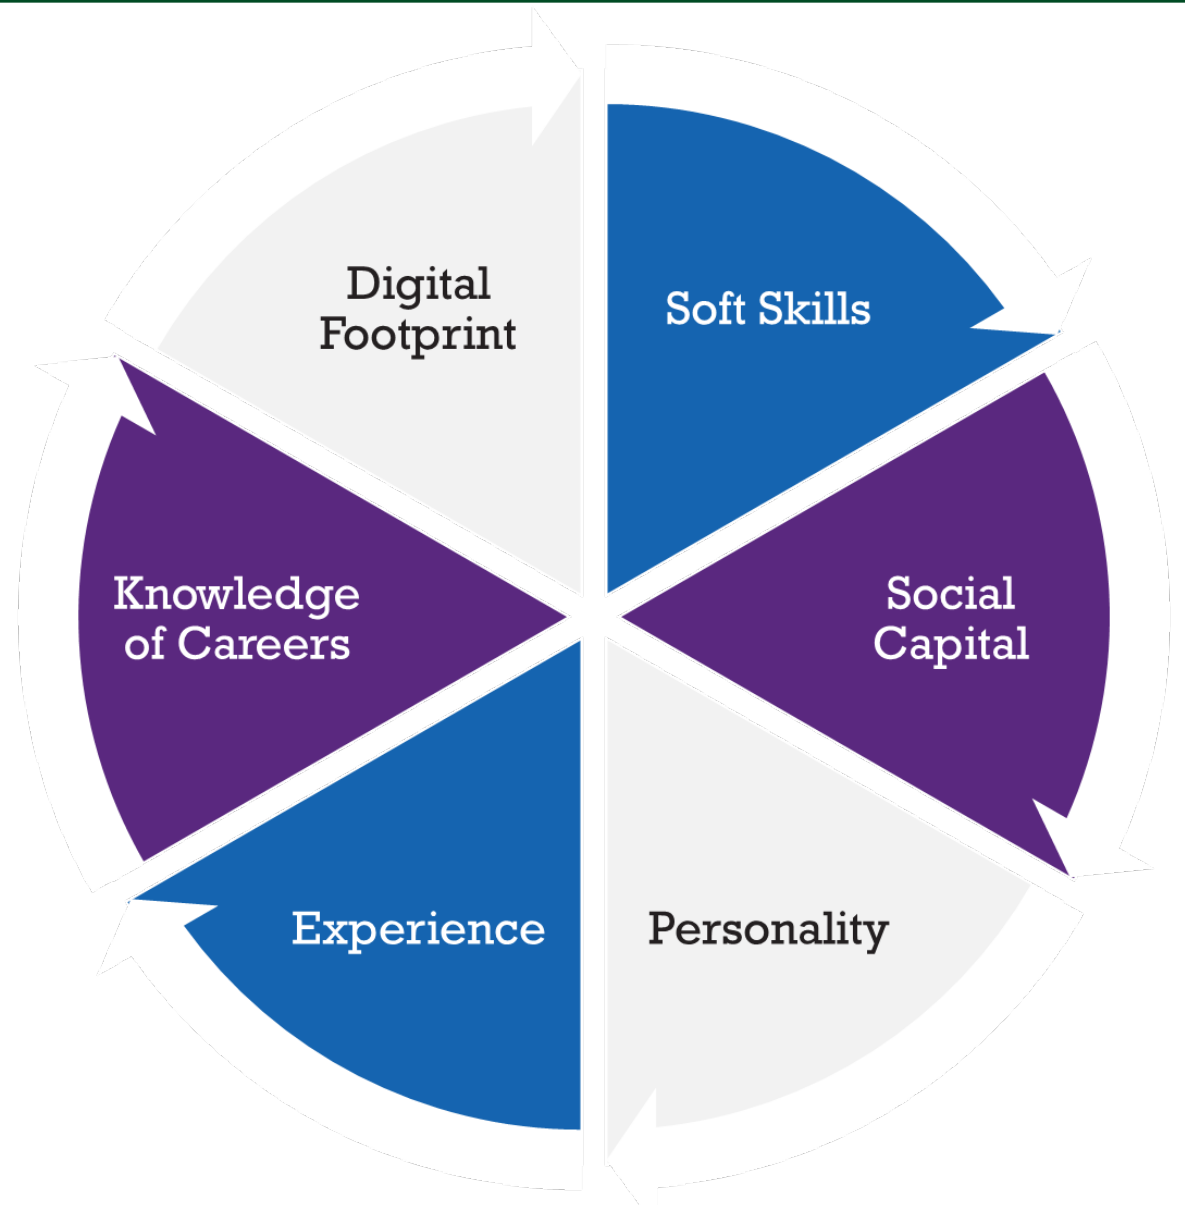 Digital
Footprint
Soft Skills
Knowledge
of Careers
Social
Capital
Experience
Personality